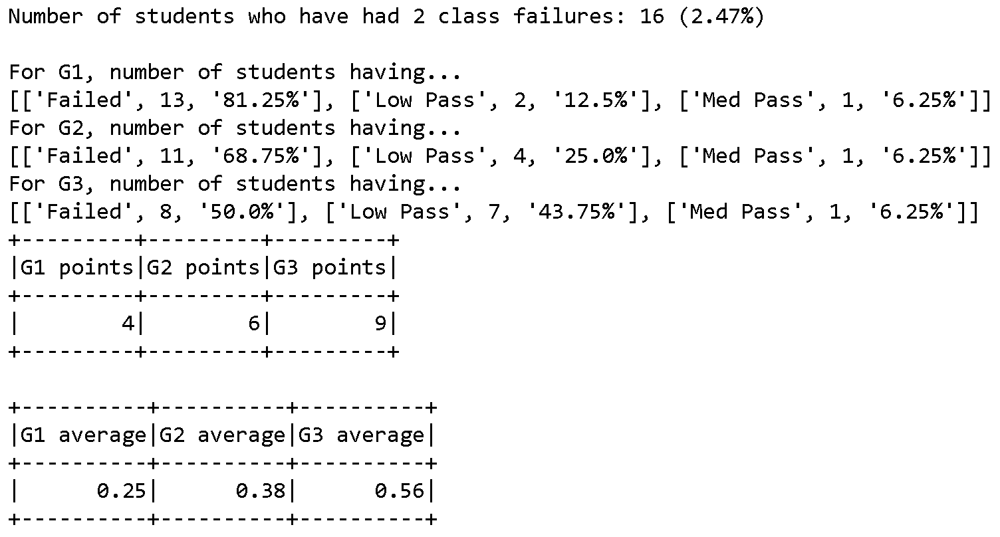 Number of students who have had 2 class failures: 16 (2.47%)

For G1, number of students having...
[['Failed', 13, '81.25%'], ['Low Pass', 2, '12.5%'], ['Med Pass', 1, '6.25%']]
For G2, number of students having...
[['Failed', 11, '68.75%'], ['Low Pass', 4, '25.0%'], ['Med Pass', 1, '6.25%']]
For G3, number of students having...
[['Failed', 8, '50.0%'], ['Low Pass', 7, '43.75%'], ['Med Pass', 1, '6.25%']]
+---------+---------+---------+
|G1 points|G2 points|G3 points|
+---------+---------+---------+
|        4|        6|        9|
+---------+---------+---------+

+----------+----------+----------+
|G1 average|G2 average|G3 average|
+----------+----------+----------+
|      0.25|      0.38|      0.56|
+----------+----------+----------+